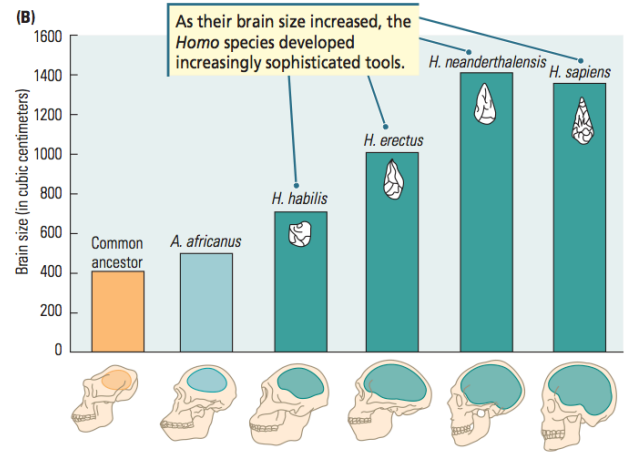 (B)
As their brain size increased, the
Homo species developed
increasingly sophisticated tools.
Brain size (in cubic centimeters)
1600
1400
1200
1000
800
600
400
200
0
Common
ancestor
A. africanus
H. habilis
H. erectus
H. neanderthalensis
H. sapiens